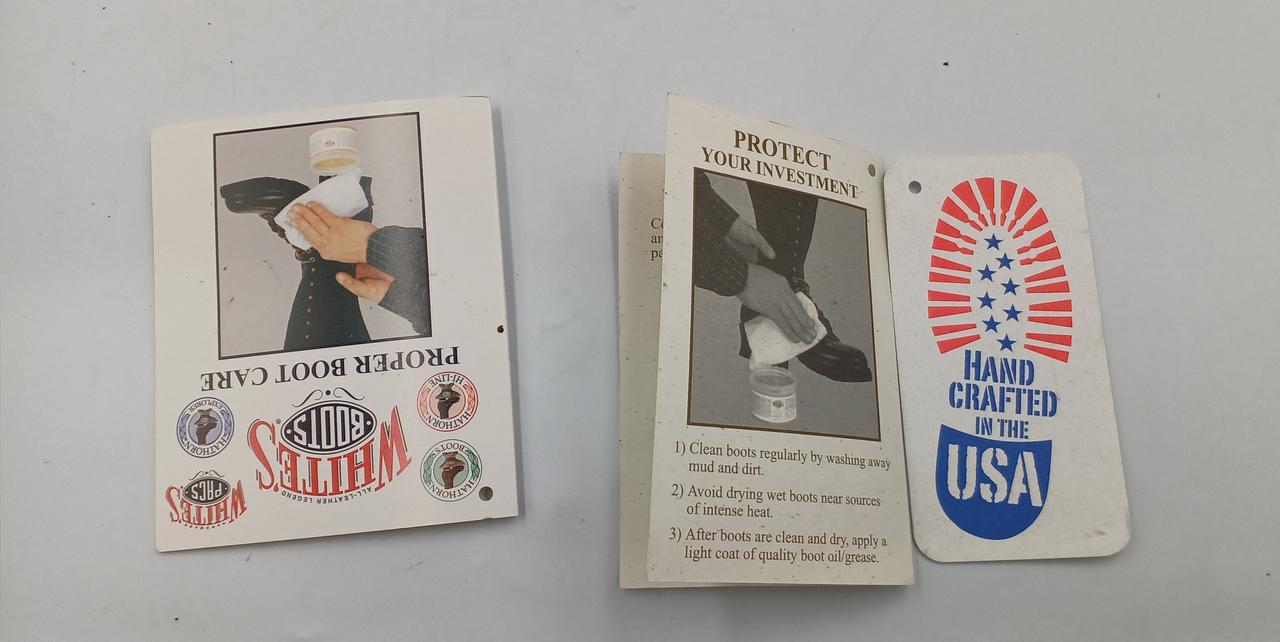 PROPER BOOT CARE
HATHORN
EXPLORER
WHITE'S
BOOTS
®
ALL-LEATHER LEGEND
HATHORN
HI-LINE
HATHORN
BOOTS
WHITE'S
PACS
PROTECT
YOUR INVESTMENT
1) Clean boots regularly by washing away
mud and dirt.
2) Avoid drying wet boots near sources
of intense heat.
3) After boots are clean and dry, apply a
light coat of quality boot oil/grease.
HAND
CRAFTED
IN THE
USA